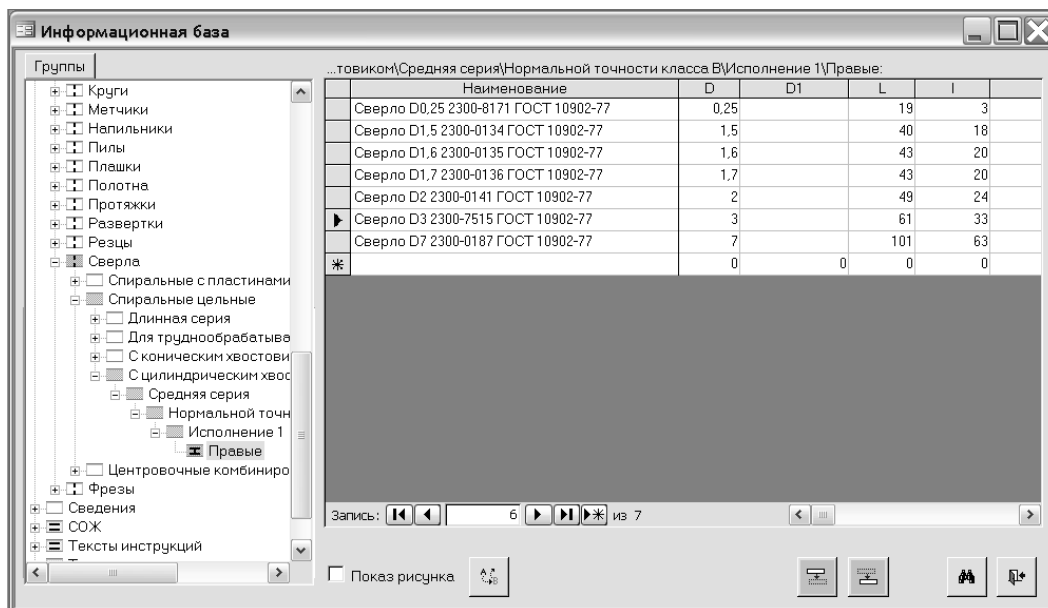 Информационная база
Группы
Круги
Метчики
Напильники
Пилы
Плашки
Полотна
Протяжки
Развертки
Резцы
Сверла
Спиральные с пластинами
Спиральные цельные
Длинная серия
Для труднообрабатыва
С коническим хвостови
С цилиндрическим хвос
Средняя серия
Нормальной точн
Исполнение 1
Правые
Центровочные комбиниро
Фрезы
Сведения
СОЖ
Тексты инструкций
...товиком\Средняя серия\Нормальной точности класса В\Исполнение 1\Правые:
Наименование D D1 L l
Сверло D0,25 2300-8171 ГОСТ 10902-77 0,25 19 3
Сверло D1,5 2300-0134 ГОСТ 10902-77 1,5 40 18
Сверло D1,6 2300-0135 ГОСТ 10902-77 1,6 43 20
Сверло D1,7 2300-0136 ГОСТ 10902-77 1,7 43 20
Сверло D2 2300-0141 ГОСТ 10902-77 2 49 24
Сверло D3 2300-7515 ГОСТ 10902-77 3 61 33
Сверло D7 2300-0187 ГОСТ 10902-77 7 101 63
0 0 0 0
Запись: 6 из 7
Показ рисунка